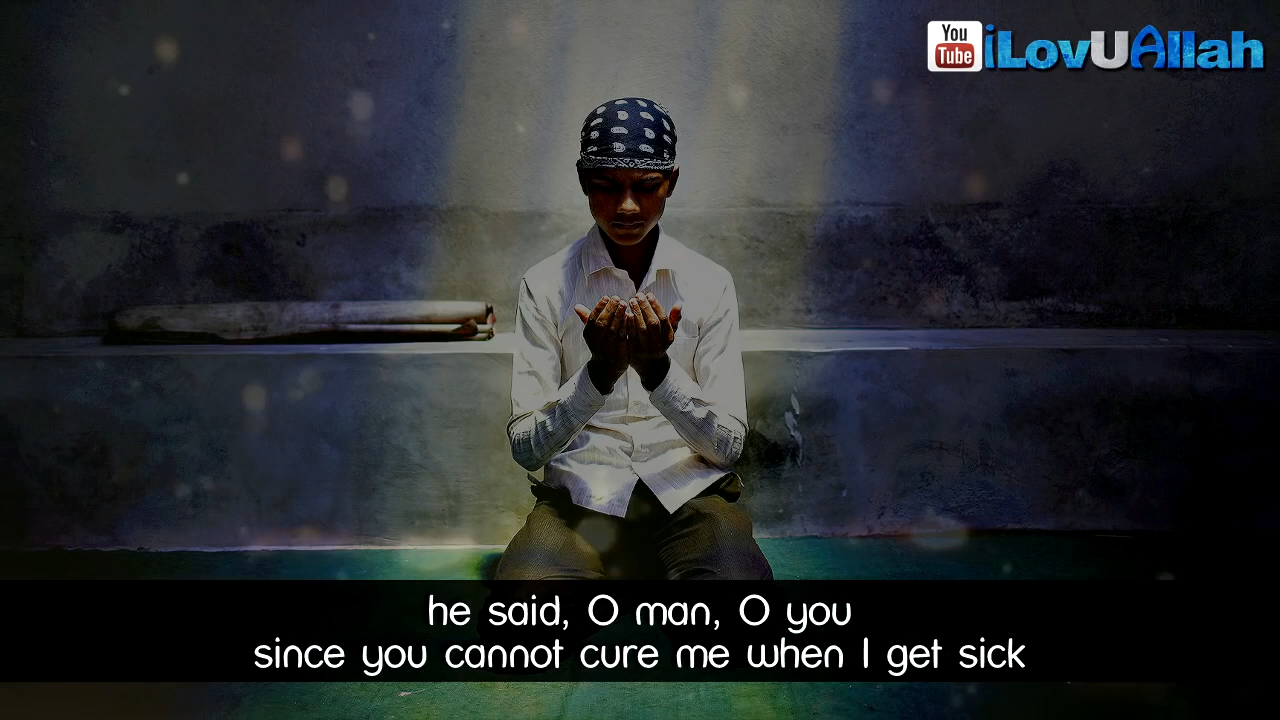 You
Tube
iLovUAllah
he said, O man, O you
since you cannot cure me when I get sick